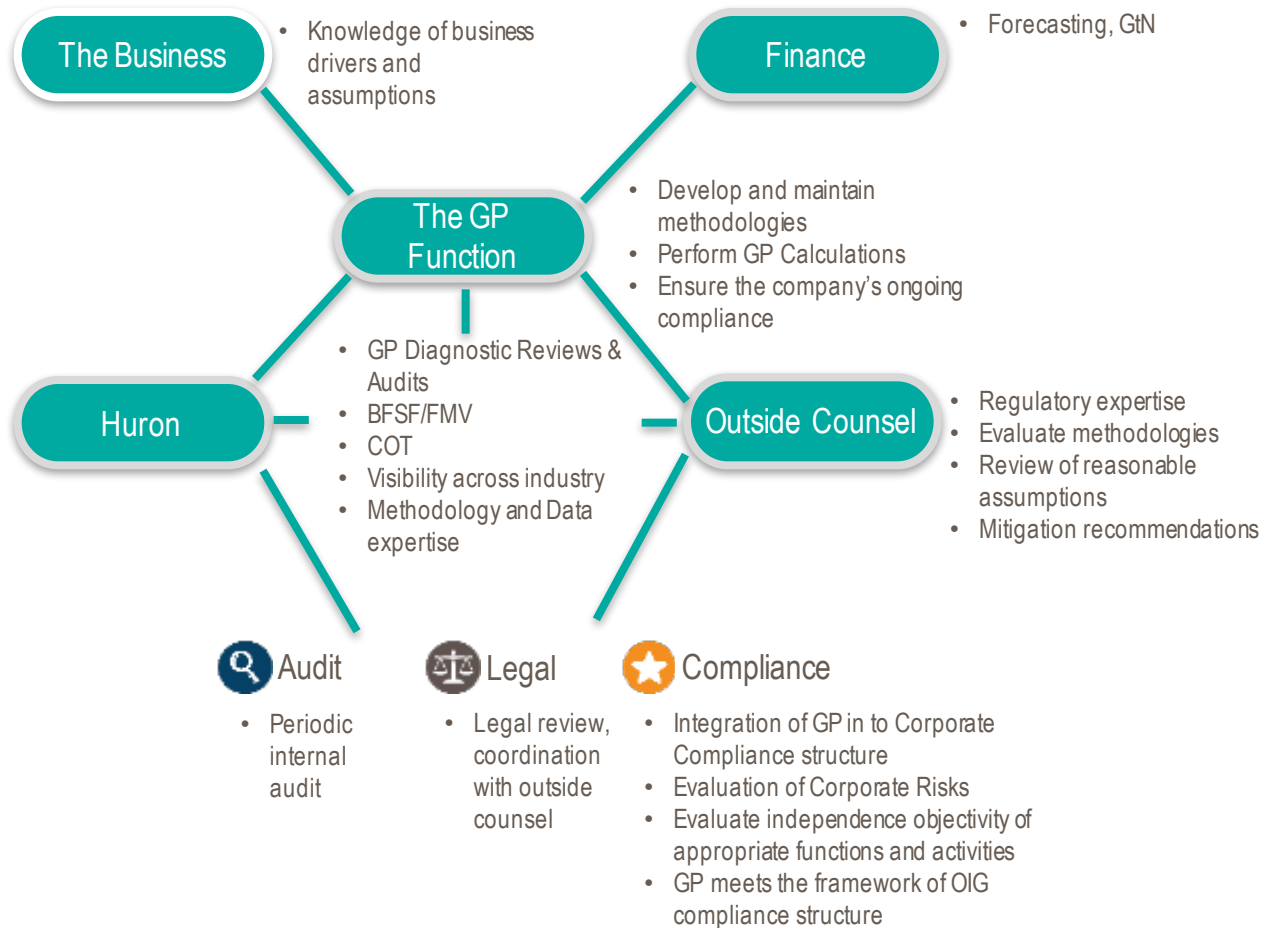 The Business
• Knowledge of business
drivers and
assumptions
Finance
• Forecasting, GtN
The GP
Function
• Develop and maintain
methodologies
• Perform GP Calculations
• Ensure the company's ongoing
compliance
Huron
• GP Diagnostic Reviews &
Audits
• BFSF/FMV
• COT
• Visibility across industry
• Methodology and Data
expertise
Outside Counsel
• Regulatory expertise
• Evaluate methodologies
• Review of reasonable
assumptions
• Mitigation recommendations
Audit
• Periodic
internal
audit
Legal
• Legal review,
coordination
with outside
counsel
Compliance
• Integration of GP in to Corporate
Compliance structure
• Evaluation of Corporate Risks
• Evaluate independence objectivity of
appropriate functions and activities
• GP meets the framework of OIG
compliance structure